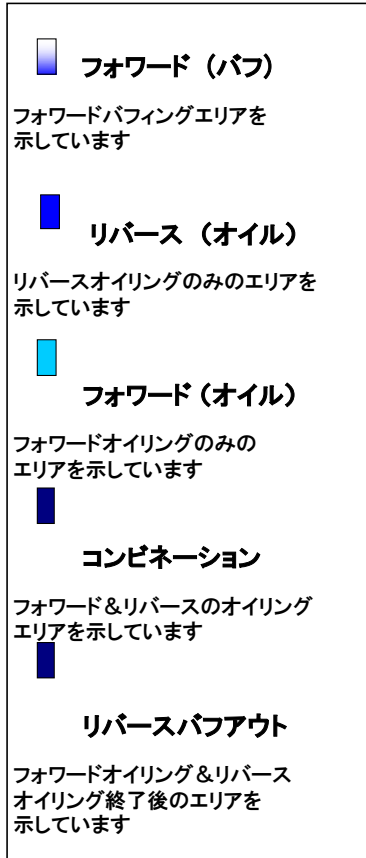 フォワード （バフ）
フォワードバフィングエリアを
示しています
リバース （オイル）
リバースオイリングのみのエリアを
示しています
フォワード（オイル）
フォワードオイリングのみの
エリアを示しています
コンビネーション
フォワード＆リバースのオイリング
エリアを示しています
リバースバフアウト
フォワードオイリング＆リバース
オイリング終了後のエリアを
示しています